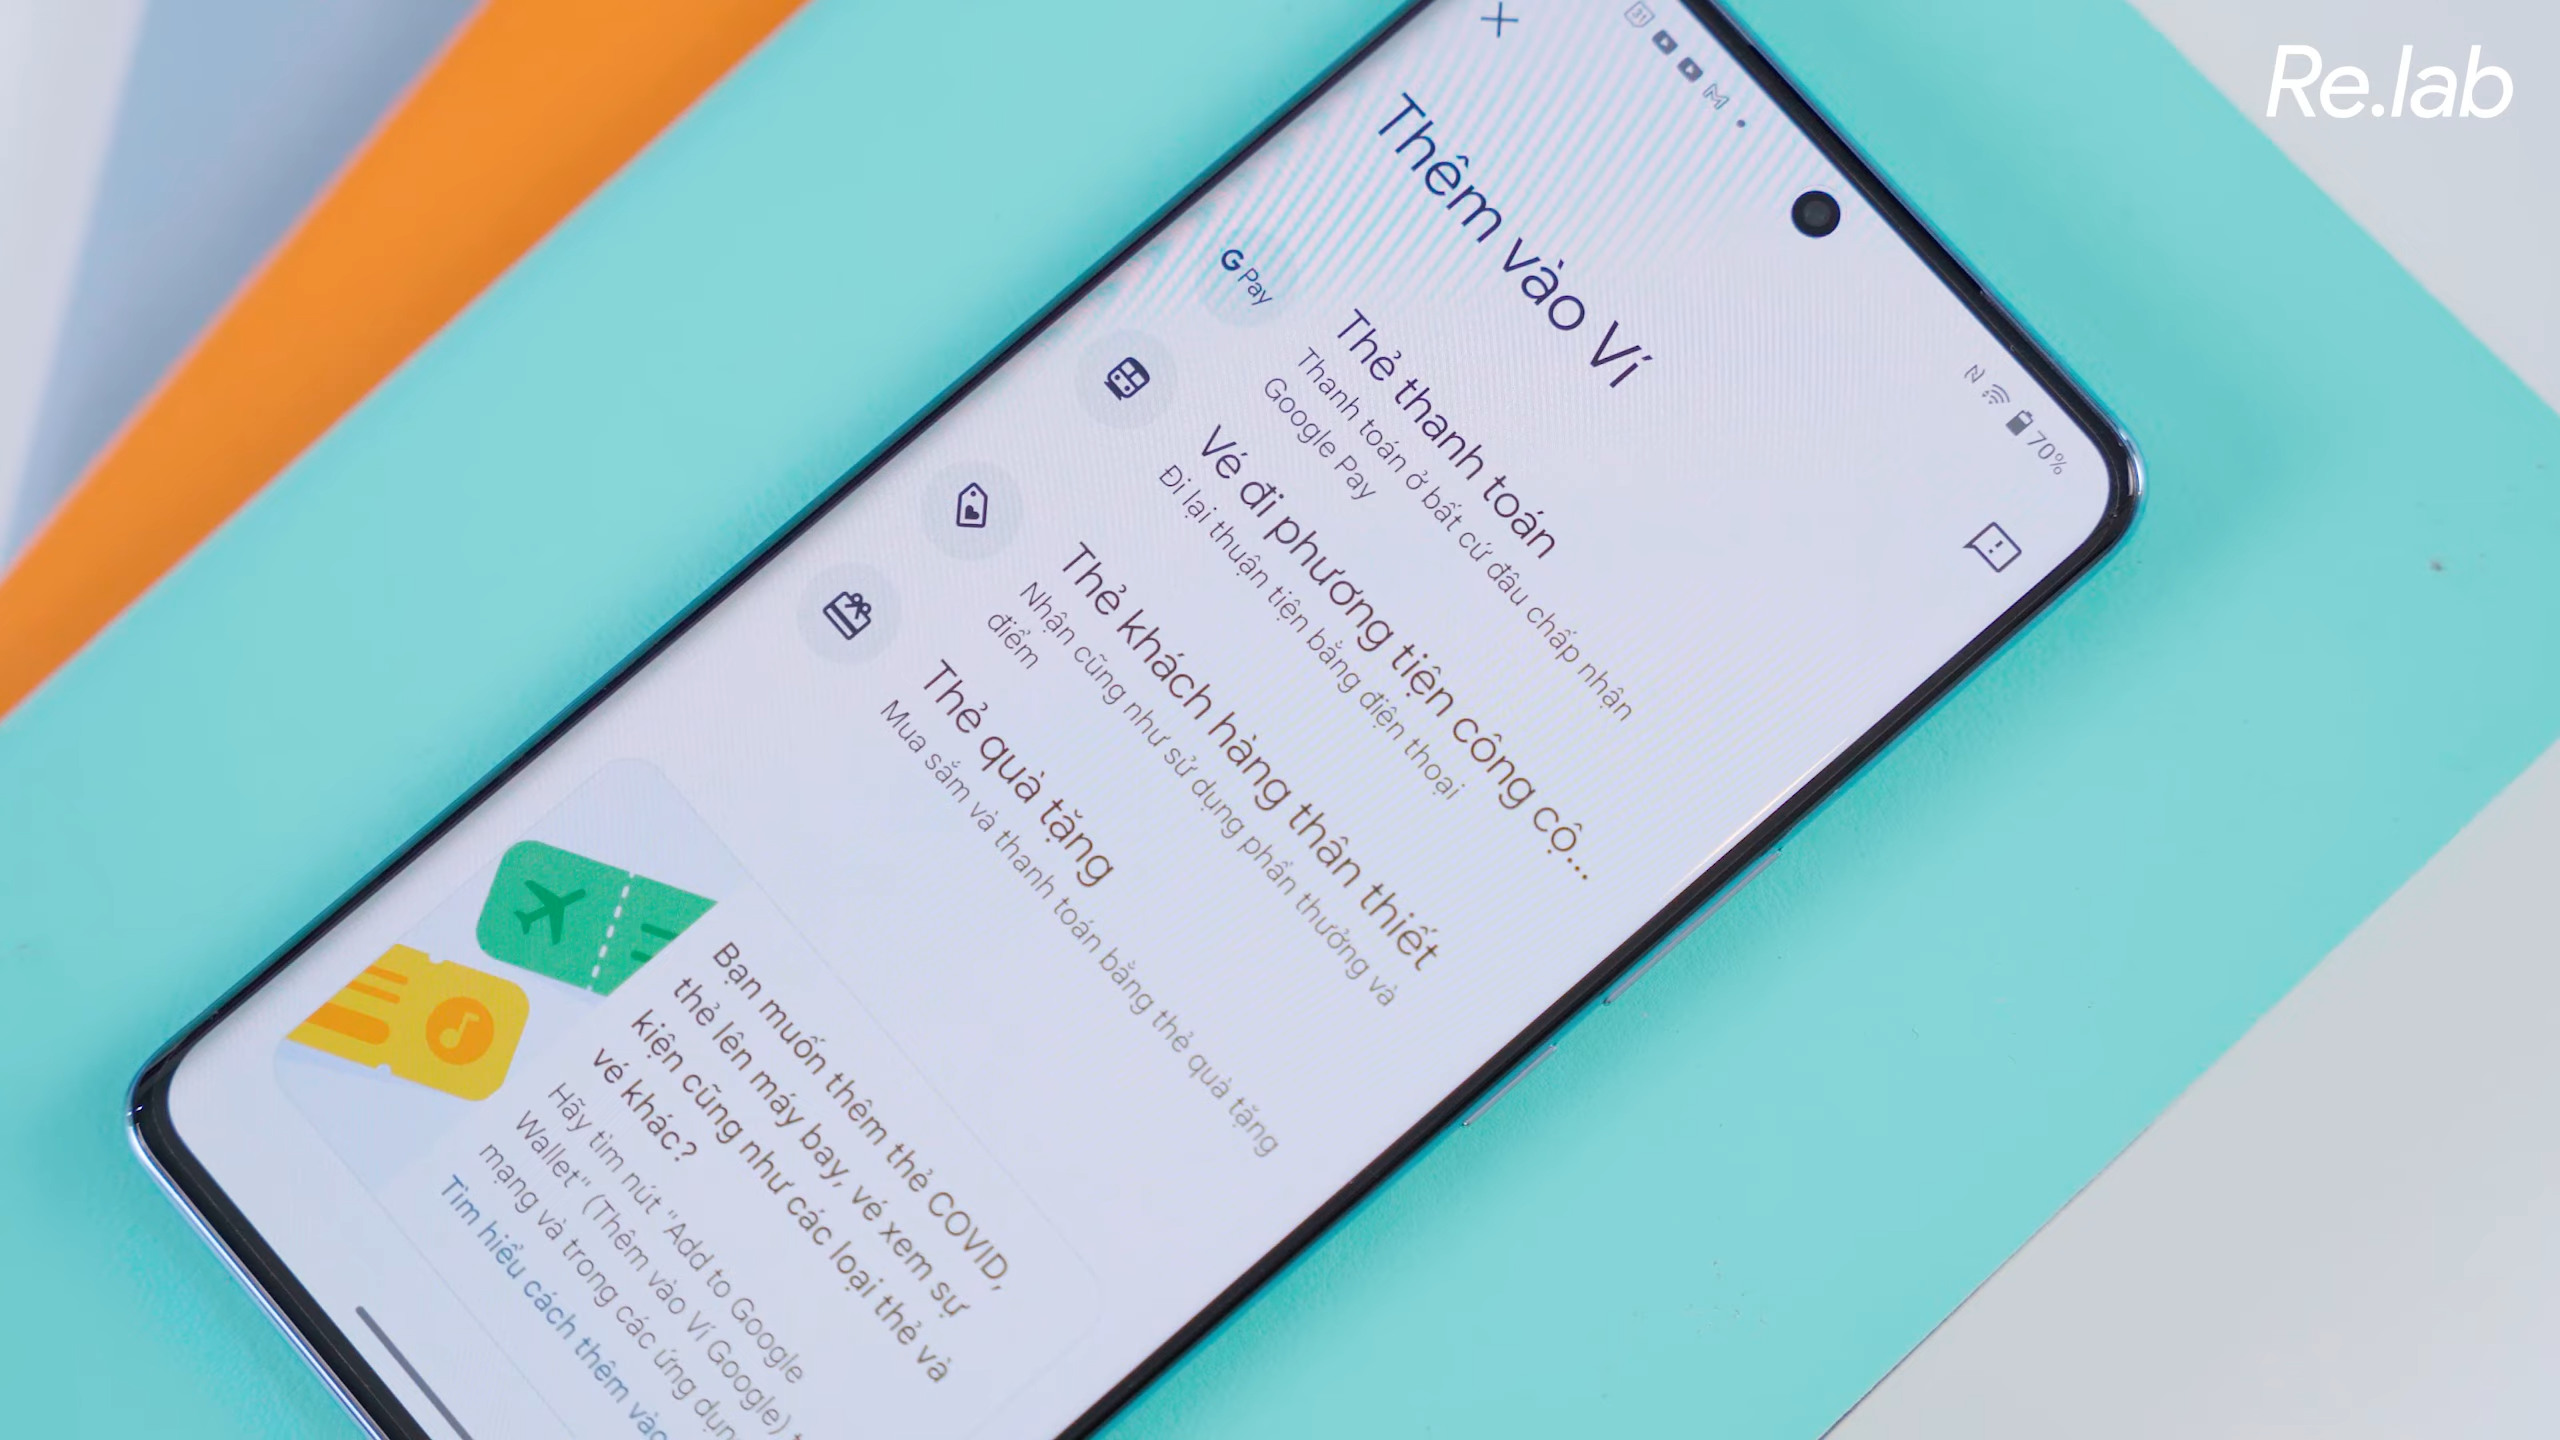 Re.lab
31
70%
Thêm vào Ví
G Pay
Thẻ thanh toán
Thanh toán ở bất cứ đâu chấp nhận
Google Pay
Vé đi phương tiện công cộ...
Đi lại thuận tiện bằng điện thoại
Thẻ khách hàng thân thiết
Nhận cũng như sử dụng phần thưởng và
điểm
Thẻ quà tặng
Mua sắm và thanh toán bằng thẻ quà tặng
Bạn muốn thêm thẻ COVID,
thẻ lên máy bay, vé xem sự
kiện cũng như các loại thẻ và
vé khác?
Hãy tìm nút "Add to Google
Wallet" (Thêm vào Ví Google)
mạng và trong các ứng dụng
Tìm hiểu cách thêm vào